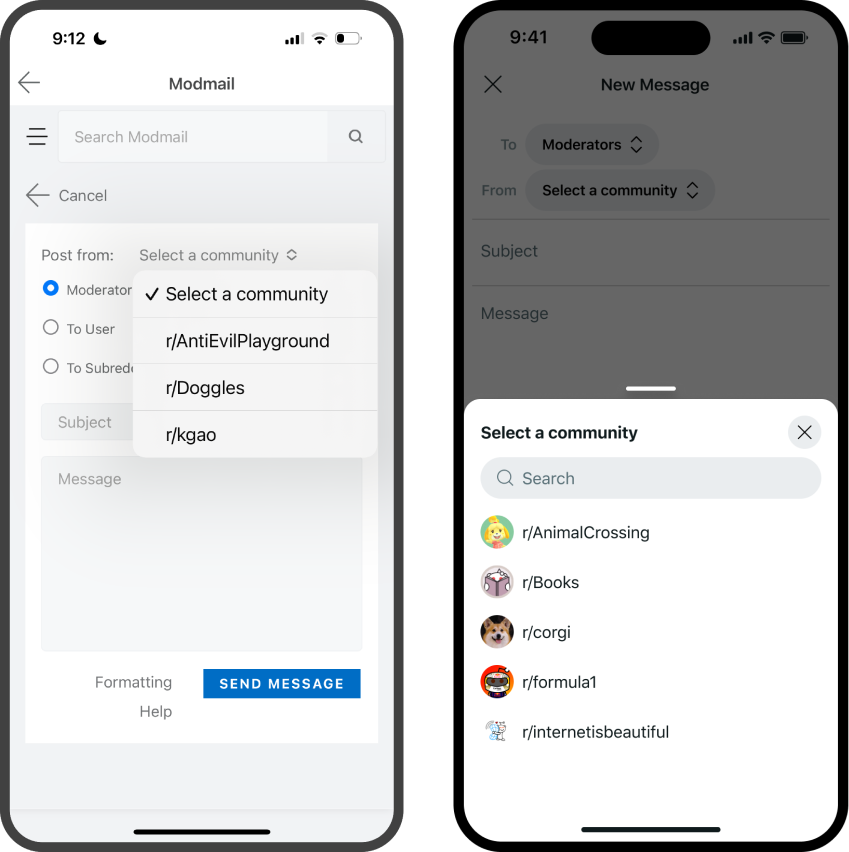 9:12
Modmail
Search Modmail
Cancel
Post from: Select a community
Moderator
Select a community
r/AntiEvilPlayground
To User
To Subred
r/Doggles
r/kgao
Subject
Message
Formatting
Help
SEND MESSAGE
9:41
New Message
To Moderators
From Select a community
Subject
Message
Select a community
Search
r/AnimalCrossing
r/Books
r/corgi
r/formula1
r/internetisbeautiful